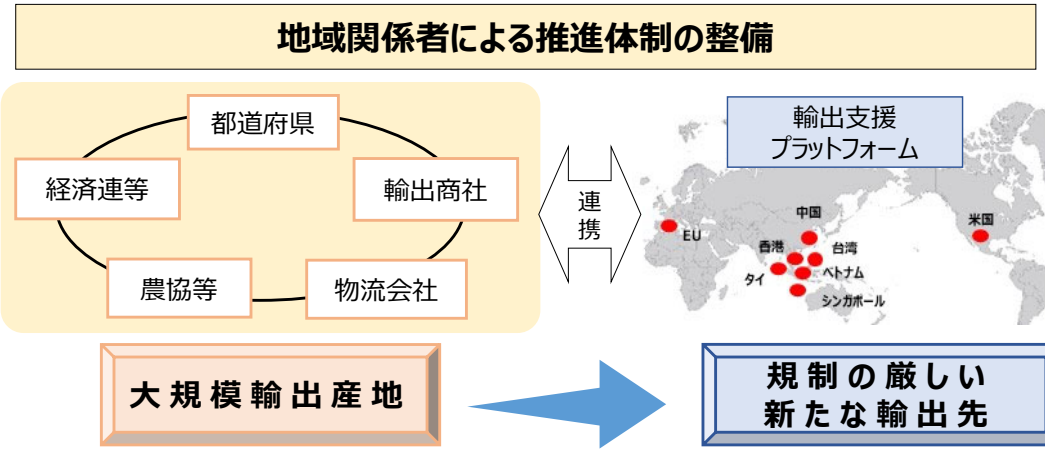 地域関係者による推進体制の整備
都道府県
経済連等
輸出商社
農協等
物流会社
連
携
輸出支援
プラットフォーム
中国
米国
EU
香港
台湾
タイ
ベトナム
シンガポール
大規模輸出産地
規制の厳しい
新たな輸出先